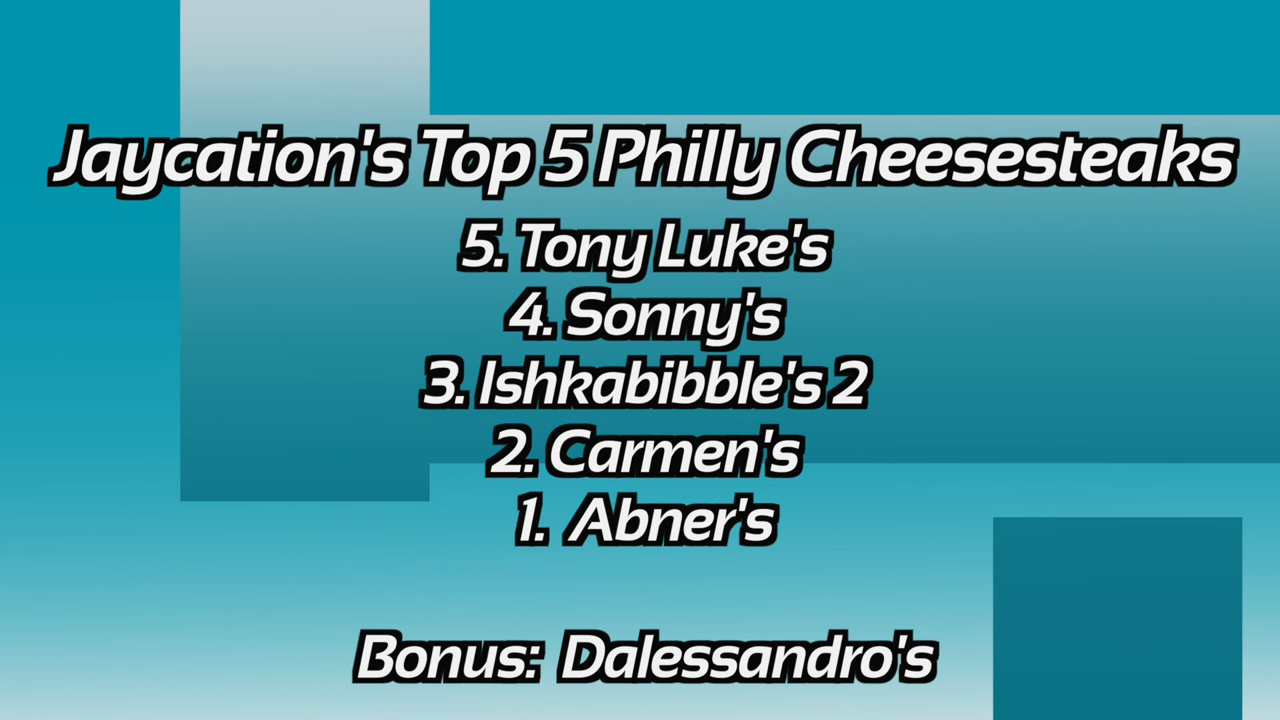 Jaycation's Top 5 Philly Cheesesteaks
5. Tony Luke's
4. Sonny's
3. Ishkabibble's 2
2. Carmen's
1. Abner's
Bonus: Dalessandro's